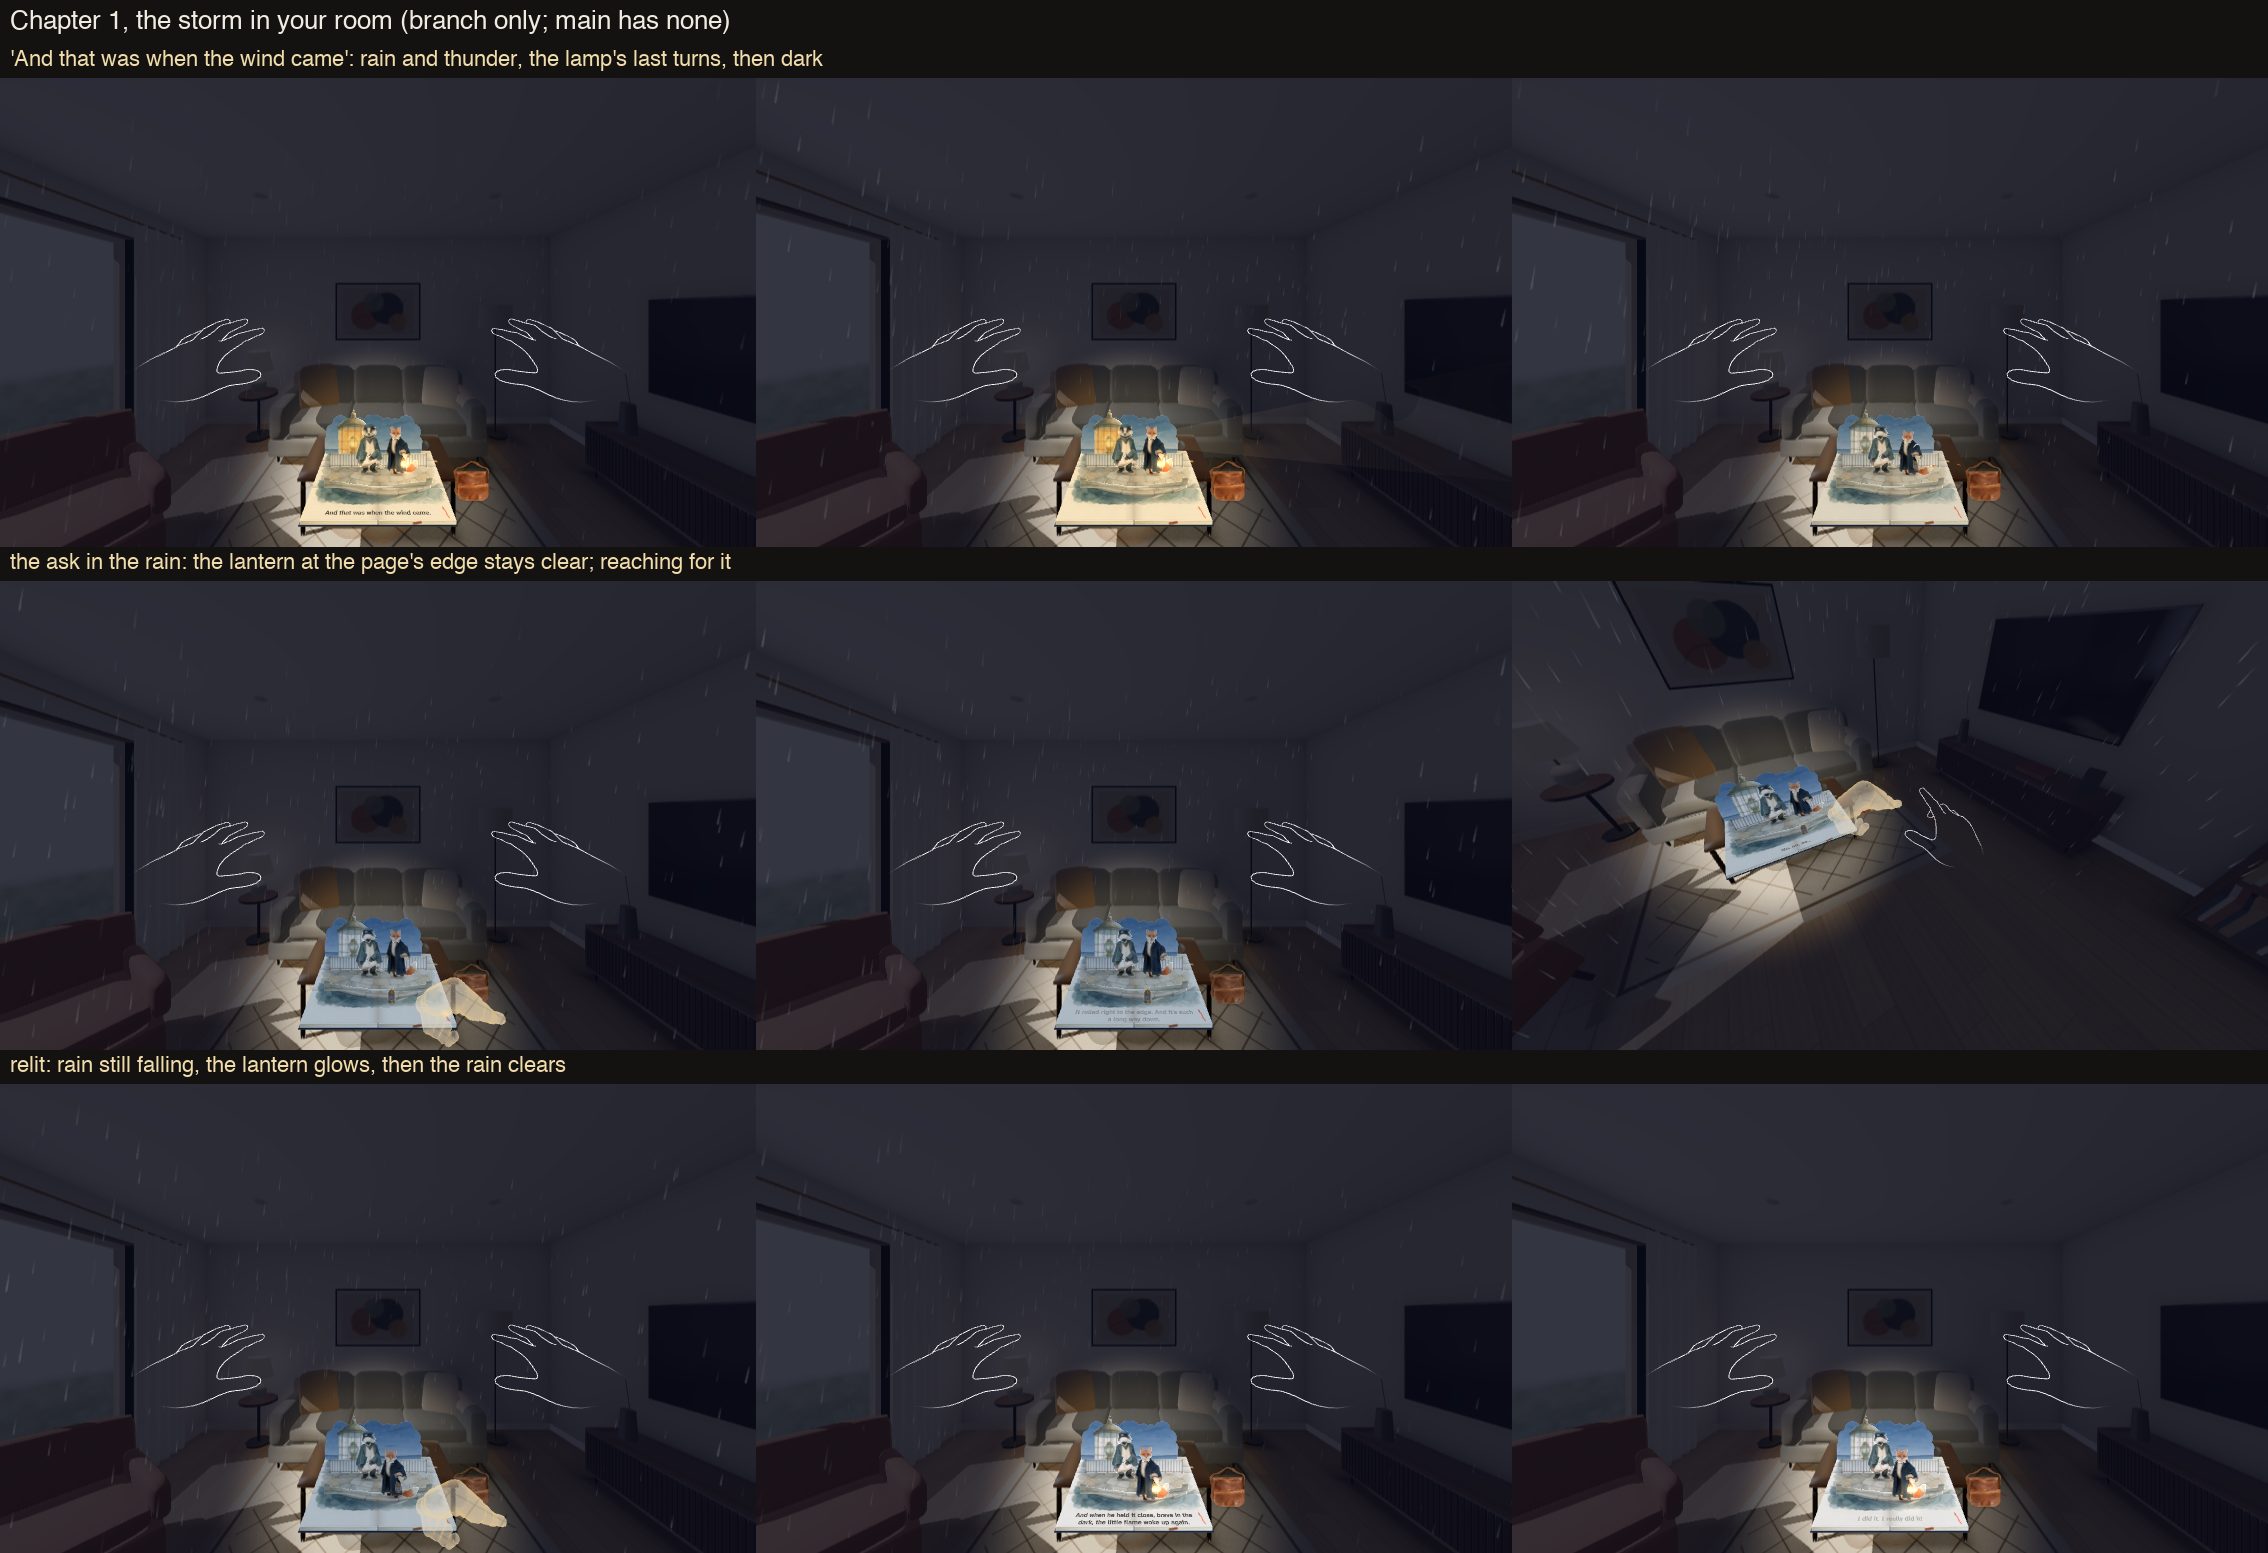 Chapter 1, the storm in your room (branch only; main has none)
'And that was when the wind came': rain and thunder, the lamp's last turns, then dark
And that was when the wind came.
the ask in the rain: the lantern at the page's edge stays clear; reaching for it
It rolled right to the edge. And it's such
a long way down.
relit: rain still falling, the lantern glows, then the rain clears
And when he held it close, brave in the
dark, the little flame woke up again.
I did it. I really did it!